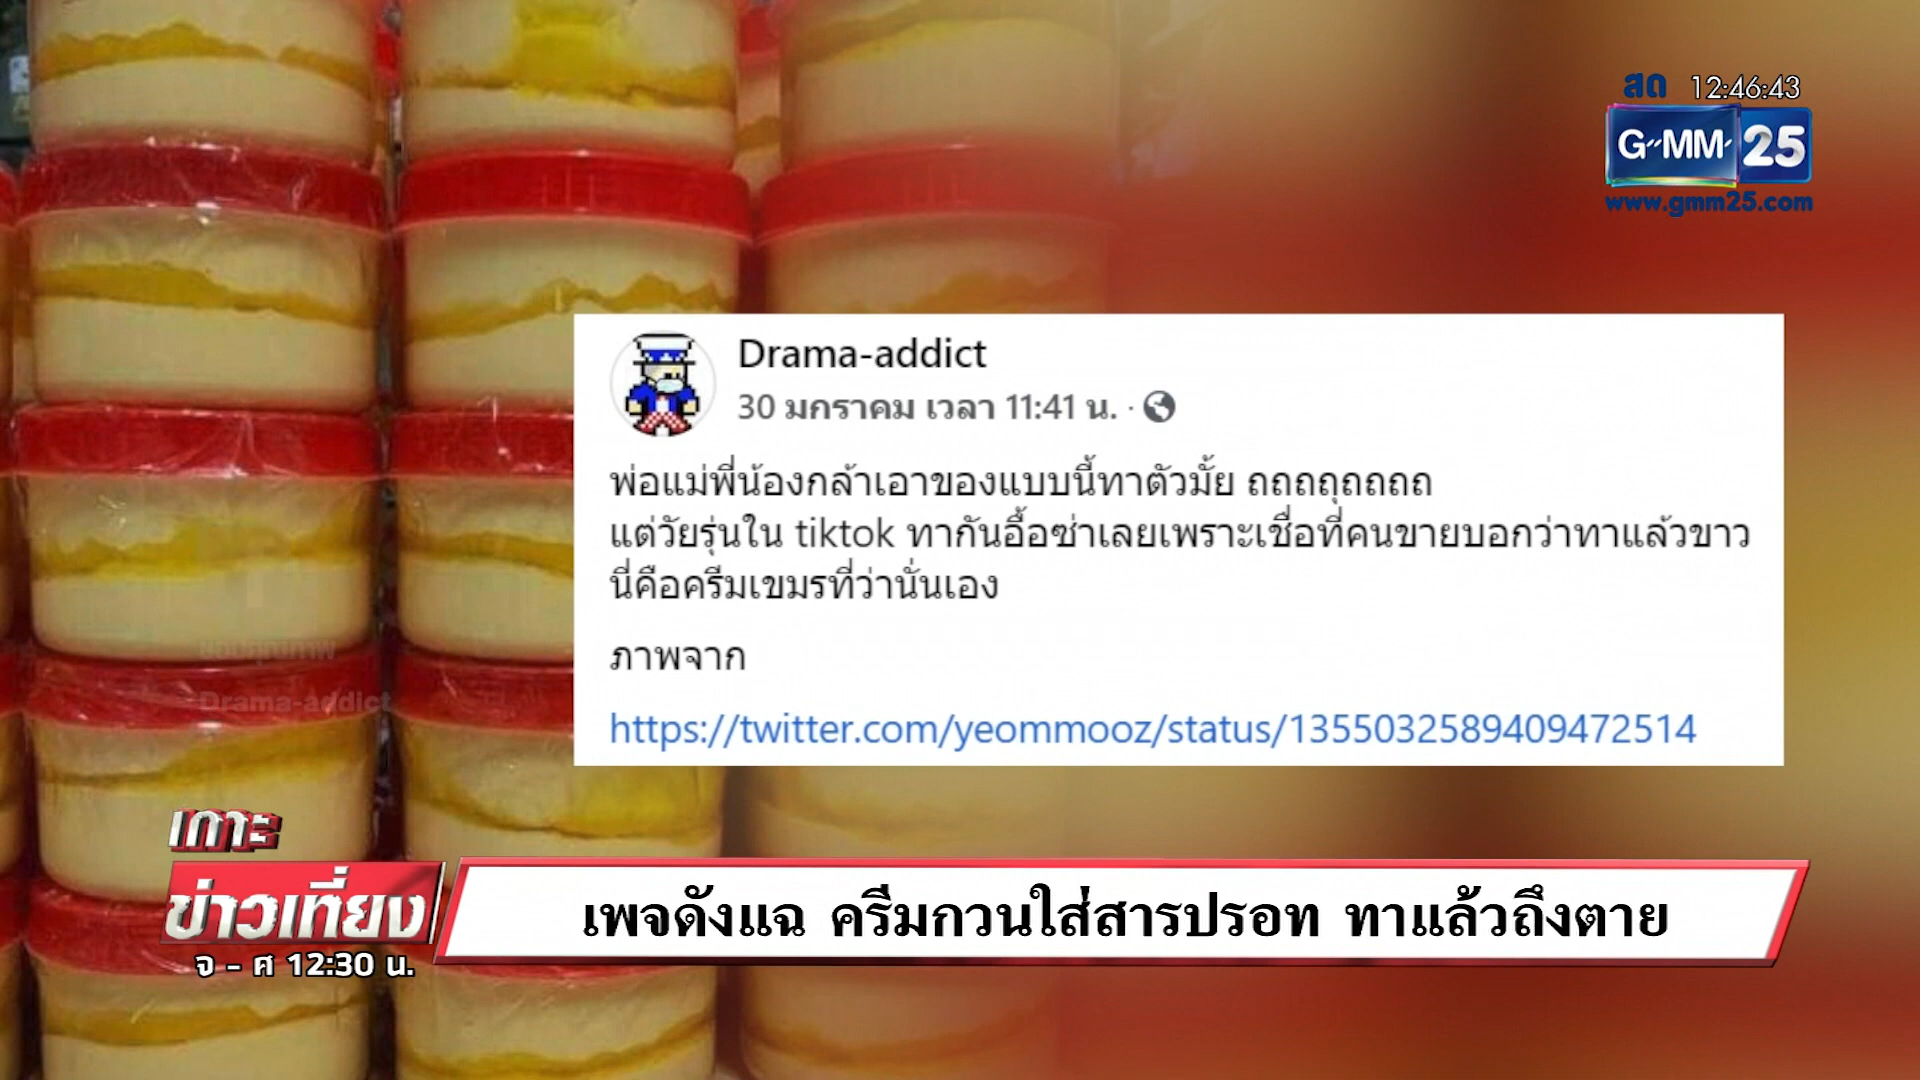 สด 12:46:43
GMM 25
www.gmm25.com
Drama-addict
30 มกราคม เวลา 11:41 น. ·
พ่อแม่พี่น้องกล้าเอาของแบบนี้ทาตัวมั้ย ถถถถุถถถถ
แต่วัยรุ่นใน tiktok ทากันอื้อซ่าเลยเพราะเชื่อที่คนขายบอกว่าทาแล้วขาว
นี่คือครีมเขมรที่ว่านั่นเอง
ภาพจาก
https://twitter.com/yeommooz/status/1355032589409472514
Drama-addict
เกาะ
ข่าวเที่ยง
จ - ศ 12:30 น.
เพจดังแฉ ครีมกวนใส่สารปรอท ทาแล้วถึงตาย